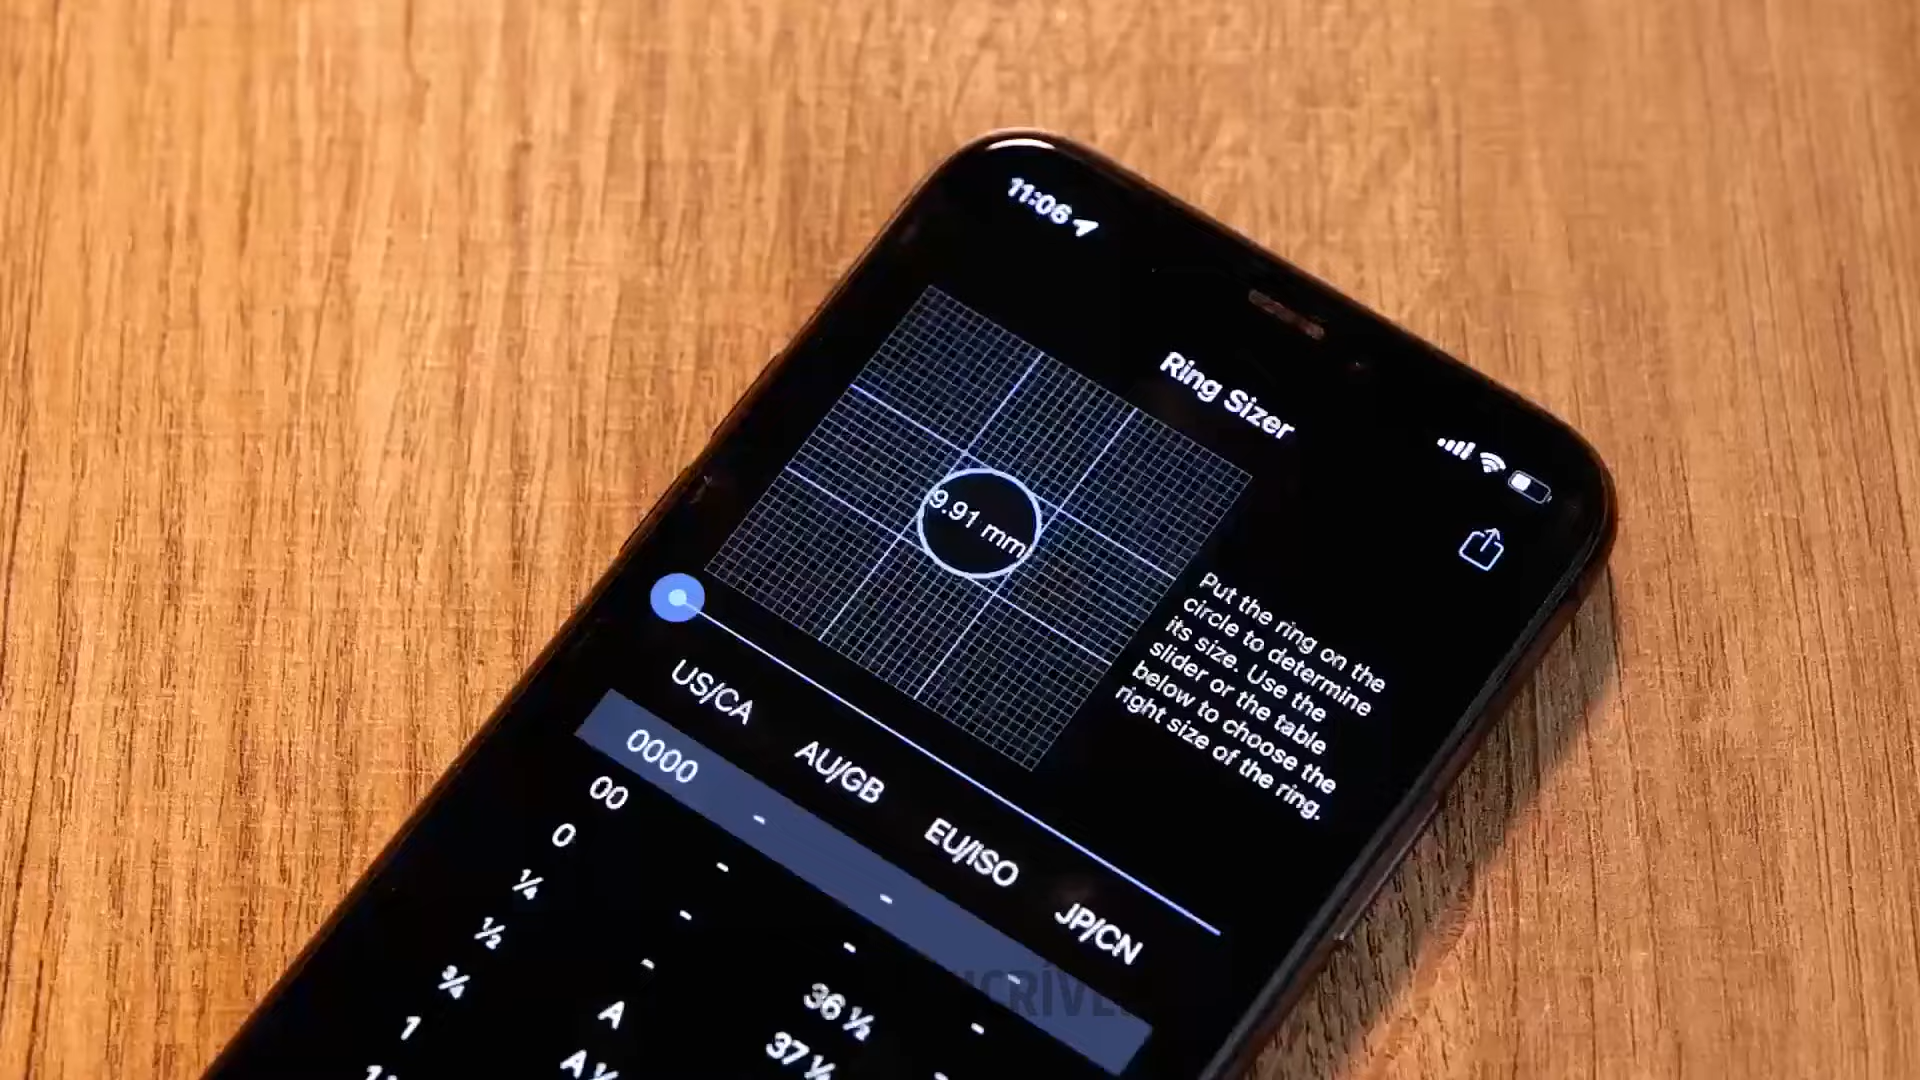 11:06
Ring Sizer
9.91 mm
Put the ring on the
circle to determine
its size. Use the
slider or the table
below to choose the
right size of the ring.
US/CA AU/GB EU/ISO JP/CN
0000 - - -
00 - - -
0 - - -
¼ -
½ A 36 ½
¾ A ½ 37 ½
1